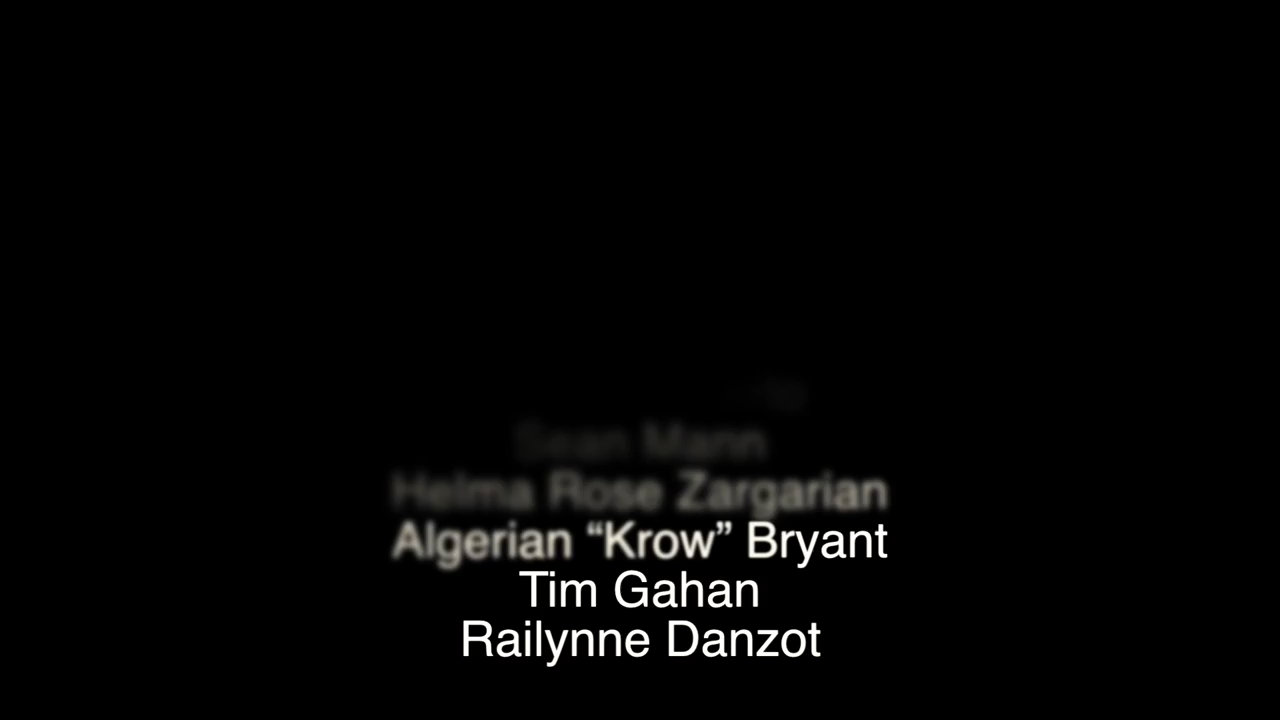 Sean Mann
Helma Rose Zargarian
Algerian “Krow” Bryant
Tim Gahan
Railynne Danzot